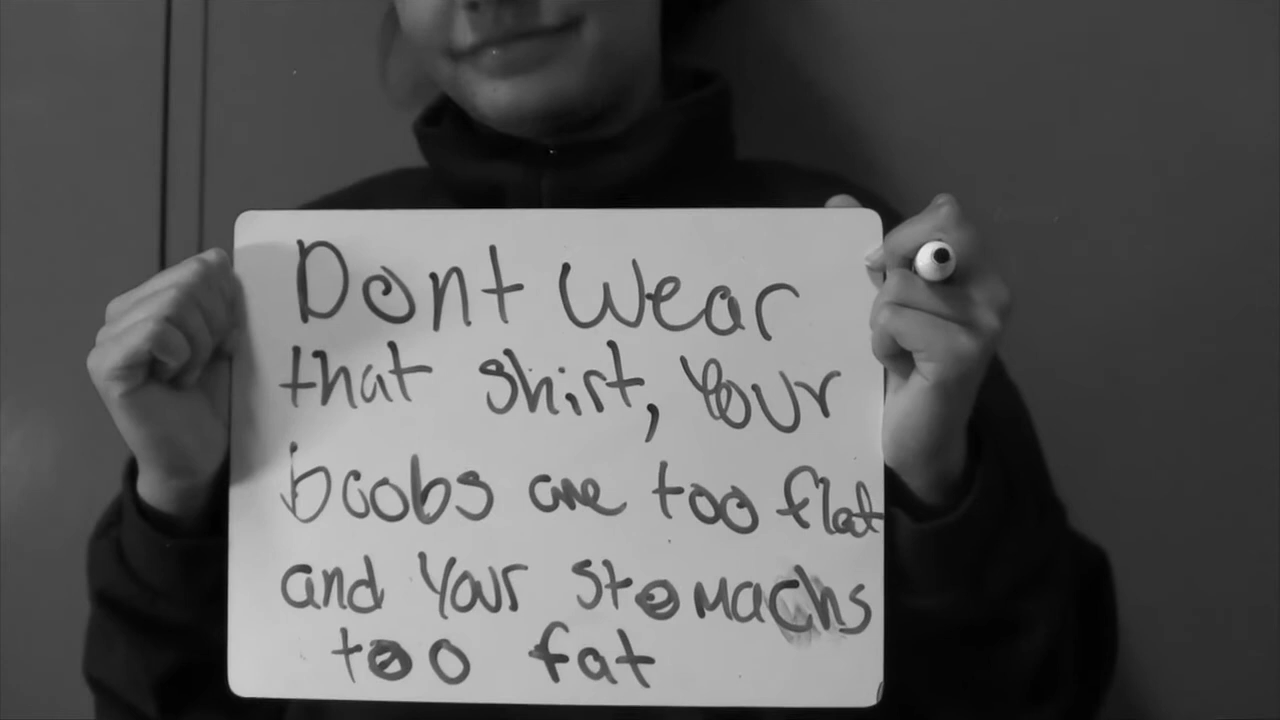 Dont wear
that shirt, Your
boobs are too flat
and Your stomachs
too fat